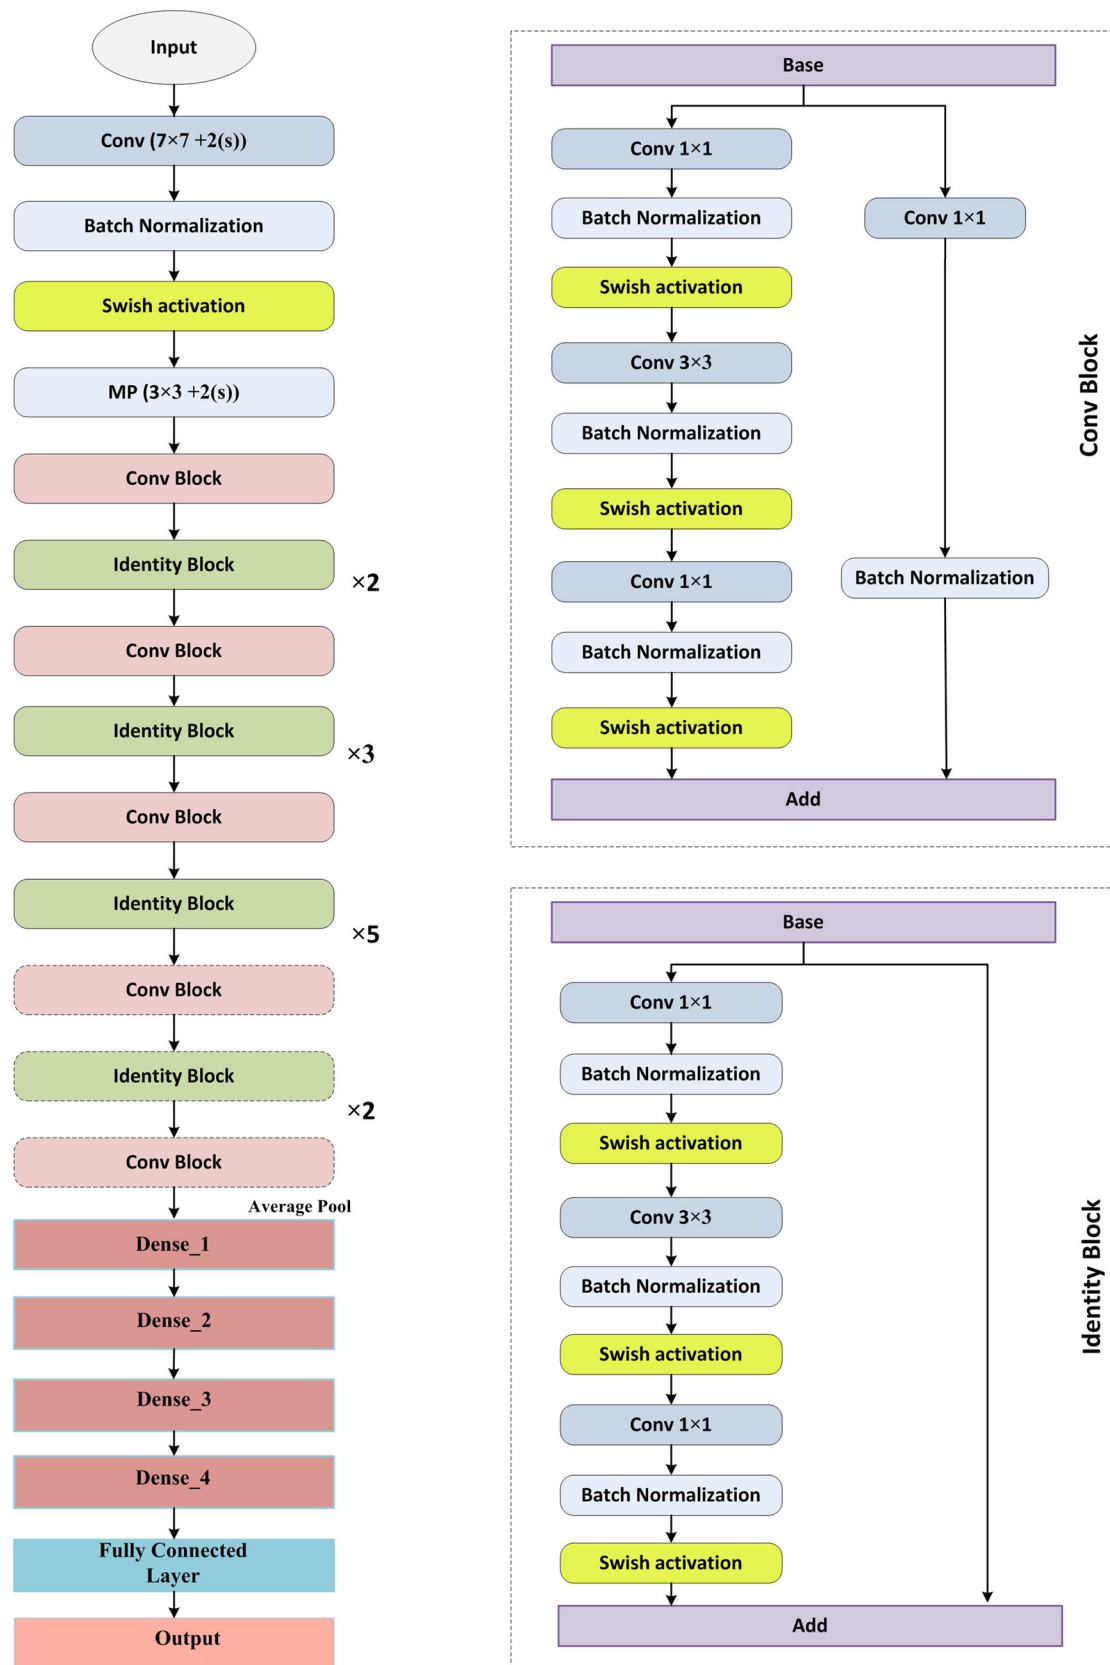 Input
Conv (7×7 +2(s))
Batch Normalization
Swish activation
MP (3×3 +2(s))
Conv Block
Identity Block
×2
Conv Block
Identity Block
×3
Conv Block
Identity Block
×5
Conv Block
Identity Block
×2
Conv Block
Average Pool
Dense_1
Dense_2
Dense_3
Dense_4
Fully Connected
Layer
Output
Base
Conv 1×1
Batch Normalization
Swish activation
Conv 3×3
Batch Normalization
Swish activation
Conv 1×1
Batch Normalization
Swish activation
Conv 1×1
Batch Normalization
Add
Conv Block
Base
Conv 1×1
Batch Normalization
Swish activation
Conv 3×3
Batch Normalization
Swish activation
Conv 1×1
Batch Normalization
Swish activation
Add
Identity Block